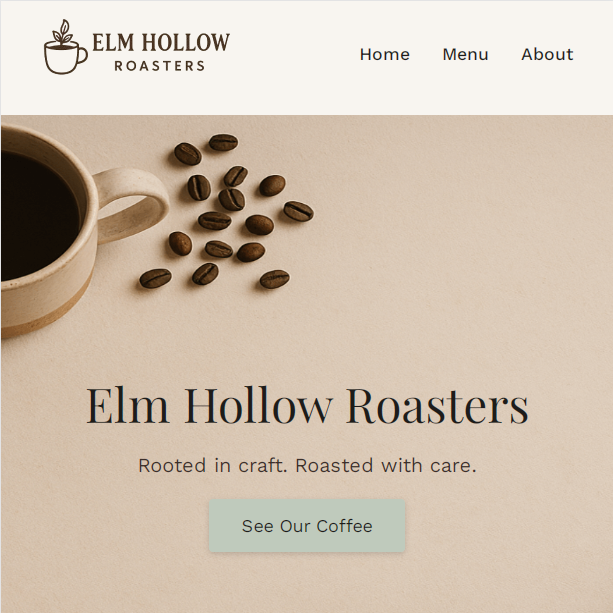 ELM HOLLOW
ROASTERS
Home Menu About
Elm Hollow Roasters
Rooted in craft. Roasted with care.
See Our Coffee